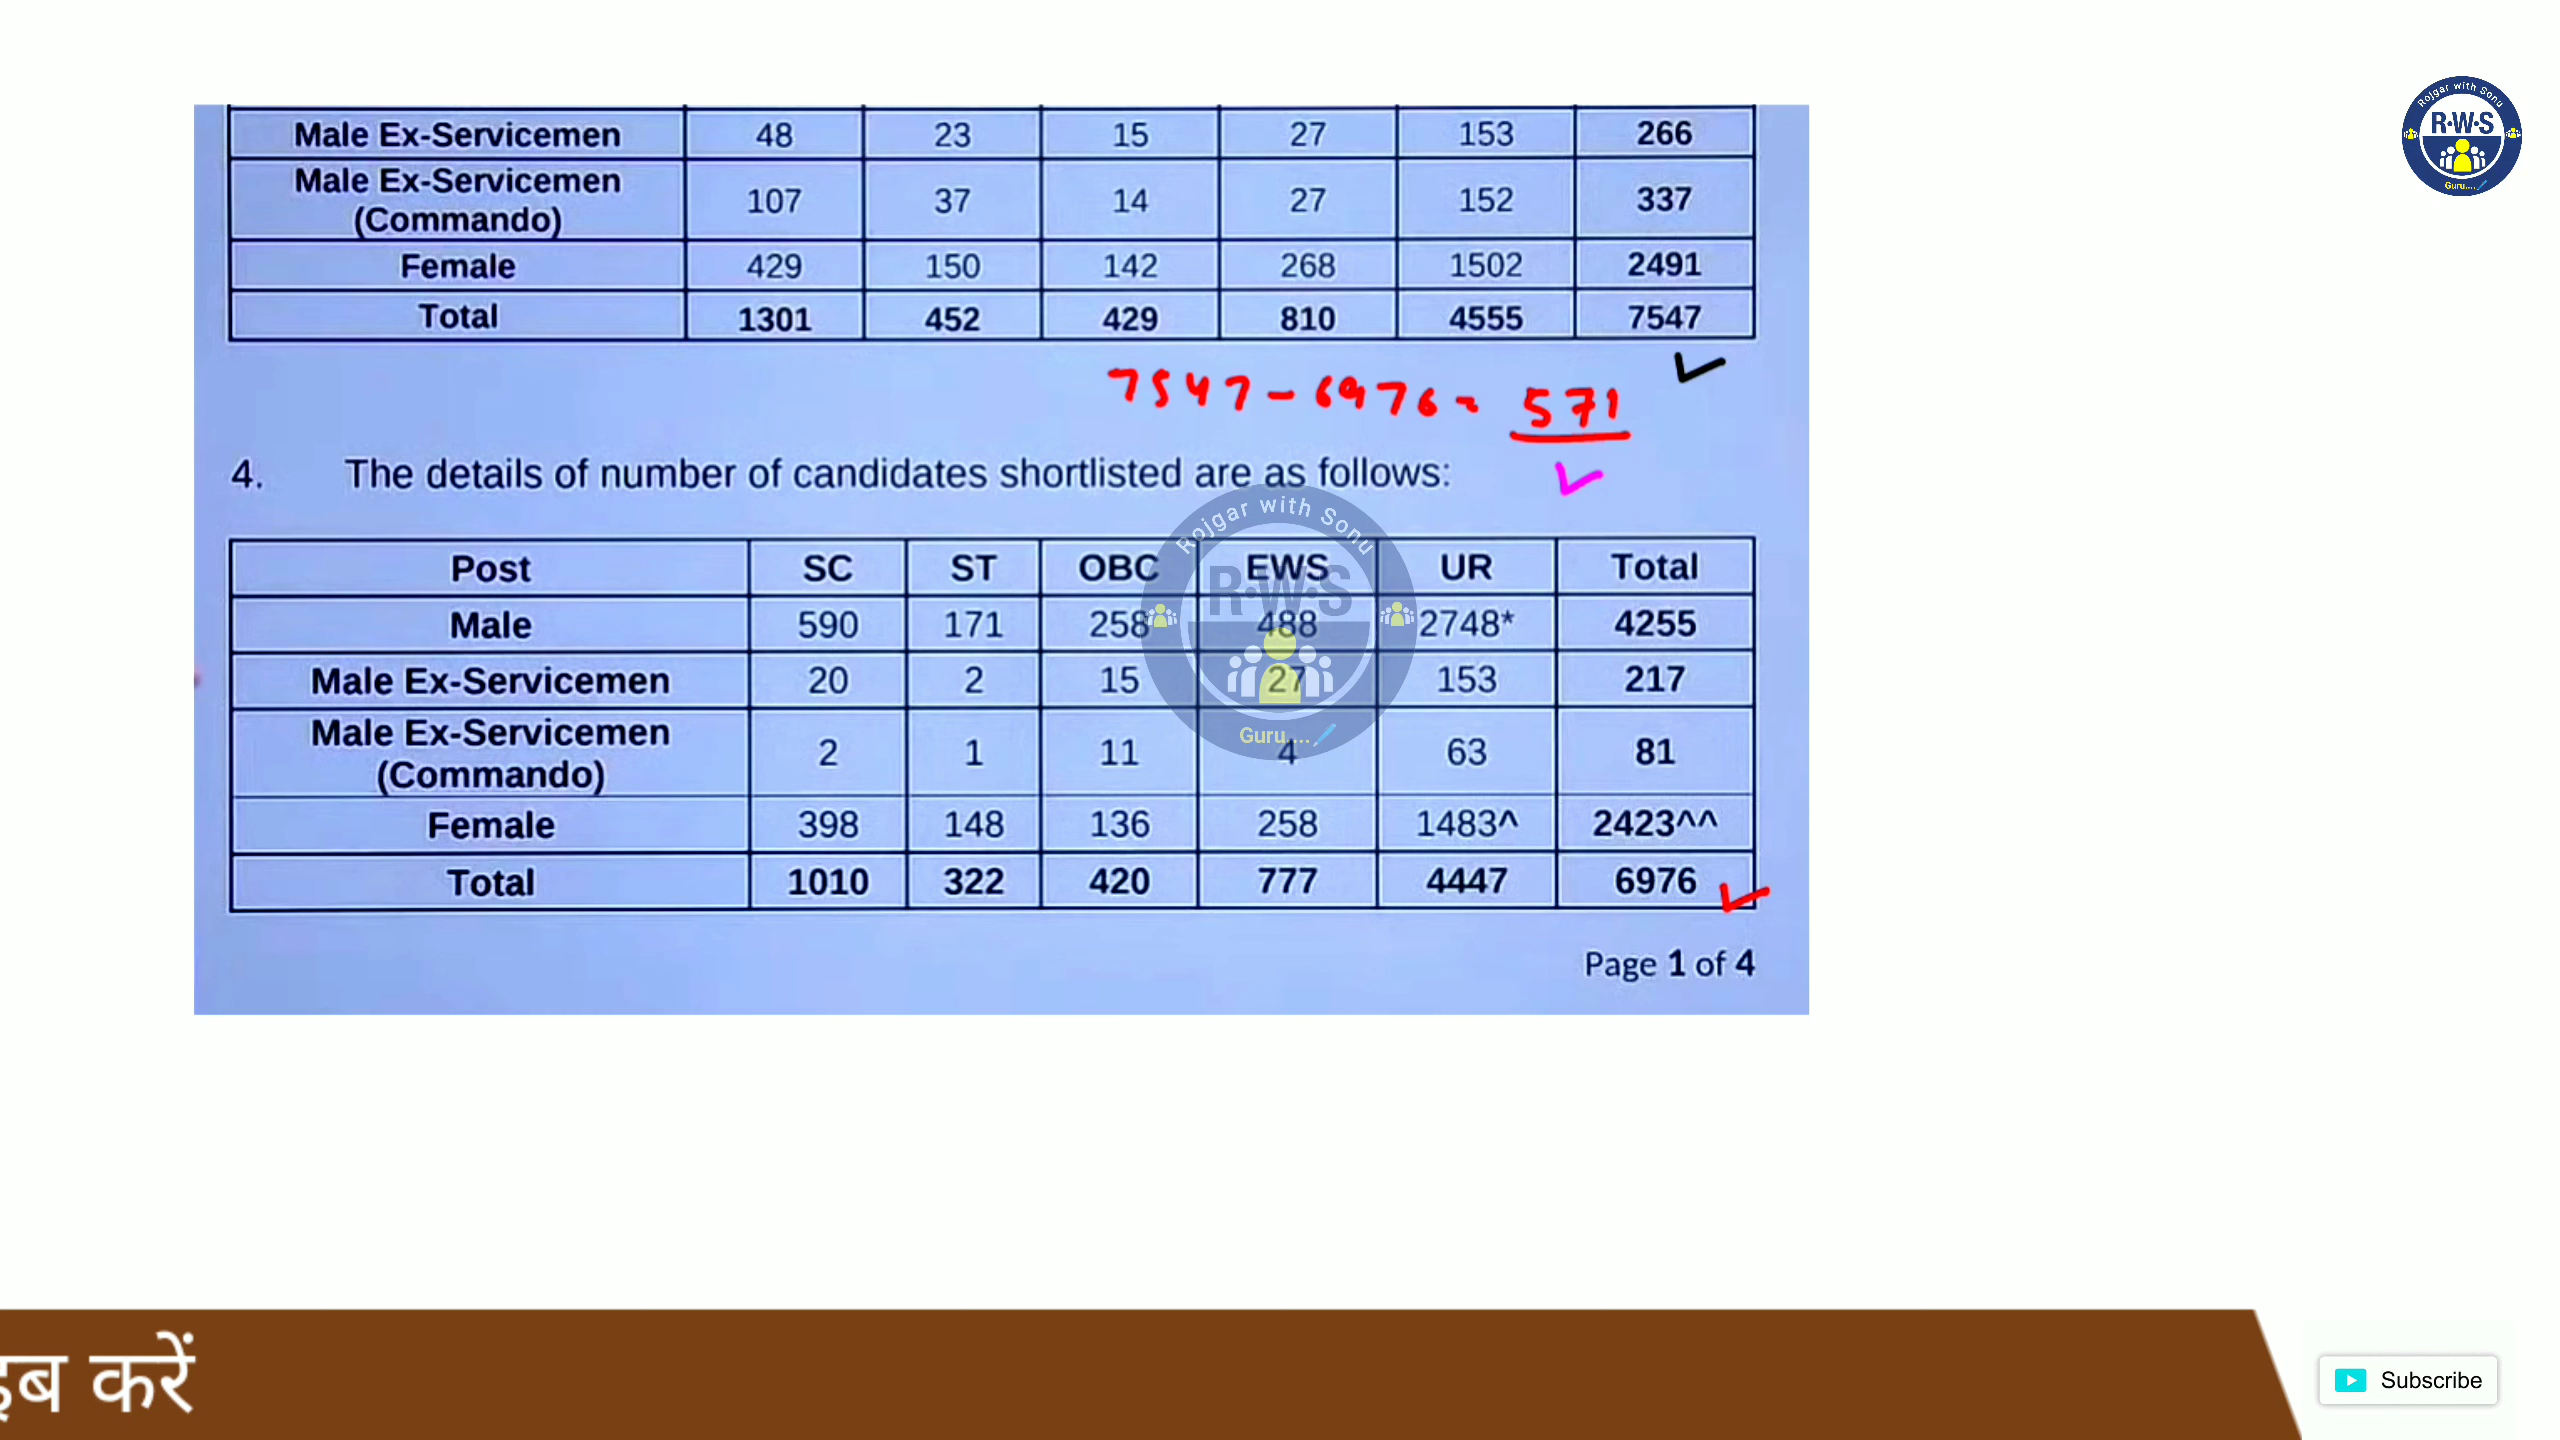 Rojgar with Sonu
R·W·S
Guru....
Male Ex-Servicemen 48 23 15 27 153 266
Male Ex-Servicemen
(Commando) 107 37 14 27 152 337
Female 429 150 142 268 1502 2491
Total 1301 452 429 810 4555 7547
7547 - 6976 = 571
4. The details of number of candidates shortlisted are as follows:
Rojgar with Sonu
R·W·S
Guru....
Post SC ST OBC EWS UR Total
Male 590 171 258 488 2748* 4255
Male Ex-Servicemen 20 2 15 27 153 217
Male Ex-Servicemen
(Commando) 2 1 11 4 63 81
Female 398 148 136 258 1483^ 2423^^
Total 1010 322 420 777 4447 6976
Page 1 of 4
करें
Subscribe